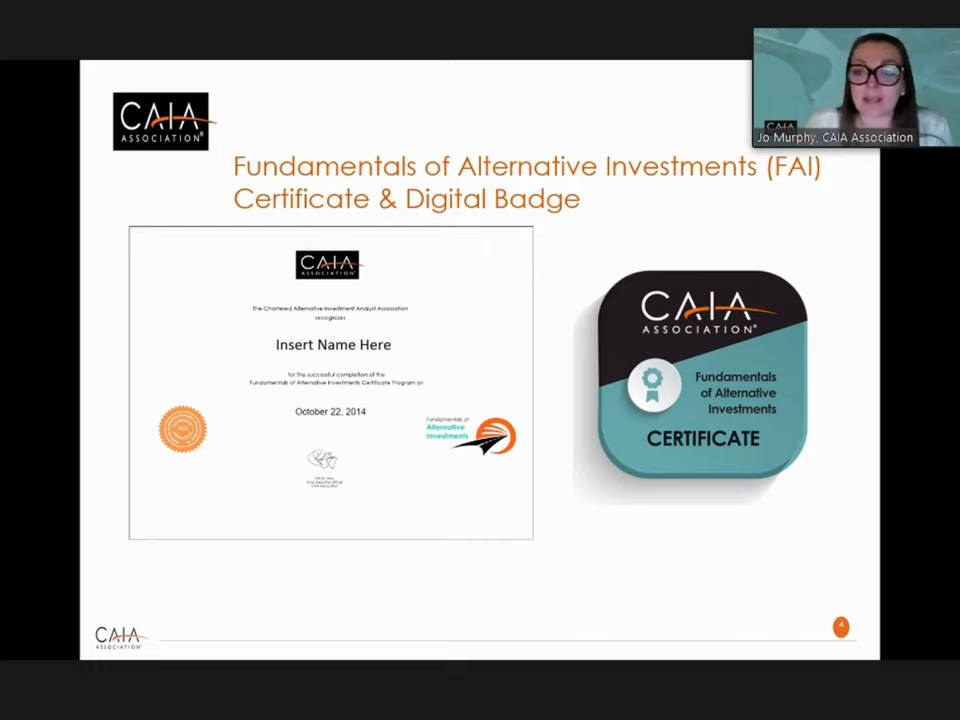 CAIA
ASSOCIATION®
CAIA
Jo Murphy, CAIA Association
Fundamentals of Alternative Investments (FAI)
Certificate & Digital Badge
CAIA
ASSOCIATION
The Chartered Alternative Investment Analyst Association
recognizes
Insert Name Here
for the successful completion of the
Fundamentals of Alternative Investments Certificate Program on
October 22, 2014
Fundamentals of
Alternative
Investments
CAIA
ASSOCIATION®
Fundamentals
of Alternative
Investments
CERTIFICATE
CAIA
ASSOCIATION®
4